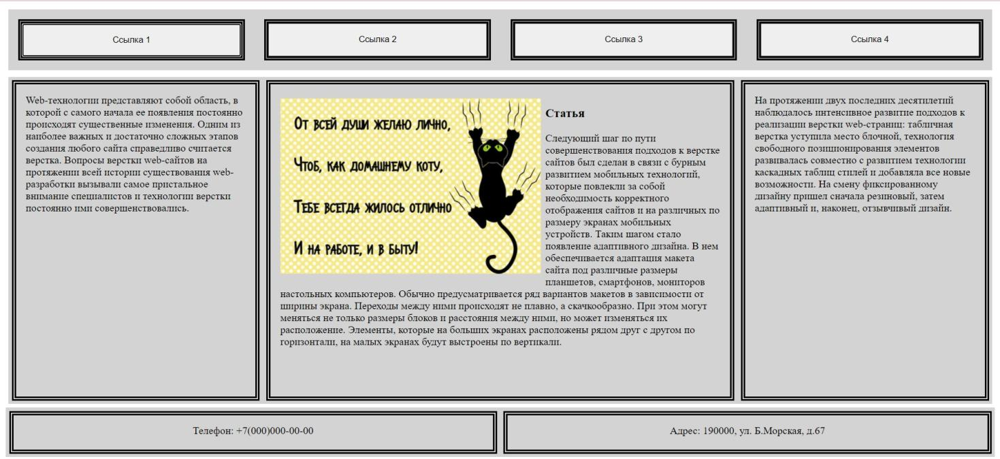 Ссылка 1
Ссылка 2
Ссылка 3
Ссылка 4
Web-технологии представляют собой область, в
которой с самого начала ее появления постоянно
происходят существенные изменения. Одним из
наиболее важных и достаточно сложных этапов
создания любого сайта справедливо считается
верстка. Вопросы верстки web-сайтов на
протяжении всей истории существования web-
разработки вызывали самое пристальное
внимание специалистов и технологии верстки
постоянно ими совершенствовались.
От всей души желаю лично,
Чтоб, как домашнему коту,
Тебе всегда жилось отлично
И на работе, и в быту!
Статья
Следующий шаг по пути
совершенствования подходов к верстке
сайтов был сделан в связи с бурным
развитием мобильных технологий,
которые повлекли за собой
необходимость корректного
отображения сайтов и на различных по
размеру экранах мобильных
устройств. Таким шагом стало
появление адаптивного дизайна. В нем
обеспечивается адаптация макета
сайта под различные размеры
планшетов, смартфонов, мониторов
настольных компьютеров. Обычно предусматривается ряд вариантов макетов в зависимости от
ширины экрана. Переходы между ними происходят не плавно, а скачкообразно. При этом могут
меняться не только размеры блоков и расстояния между ними, но может изменяться их
расположение. Элементы, которые на больших экранах расположены рядом друг с другом по
горизонтали, на малых экранах будут выстроены по вертикали.
На протяжении двух последних десятилетий
наблюдалось интенсивное развитие подходов к
реализации верстки web-страниц: табличная
верстка уступила место блочной, технология
свободного позиционирования элементов
развивалась совместно с развитием технологии
каскадных таблиц стилей и добавляла все новые
возможности. На смену фиксированному
дизайну пришел сначала резиновый, затем
адаптивный и, наконец, отзывчивый дизайн.
Телефон: +7(000)000-00-00
Адрес: 190000, ул. Б.Морская, д.67